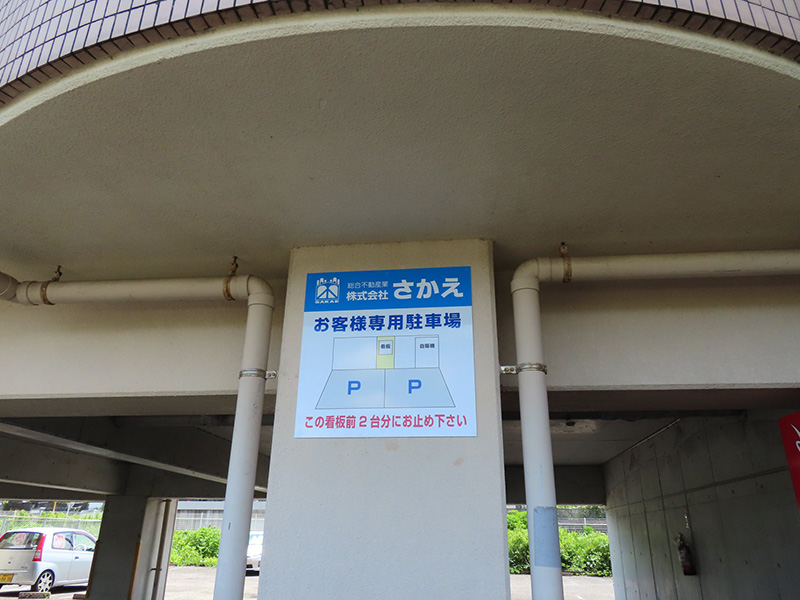 SAKAE
総合不動産業
株式会社 さかえ
お客様専用駐車場
看板
自販機
P P
この看板前2台分にお止め下さい